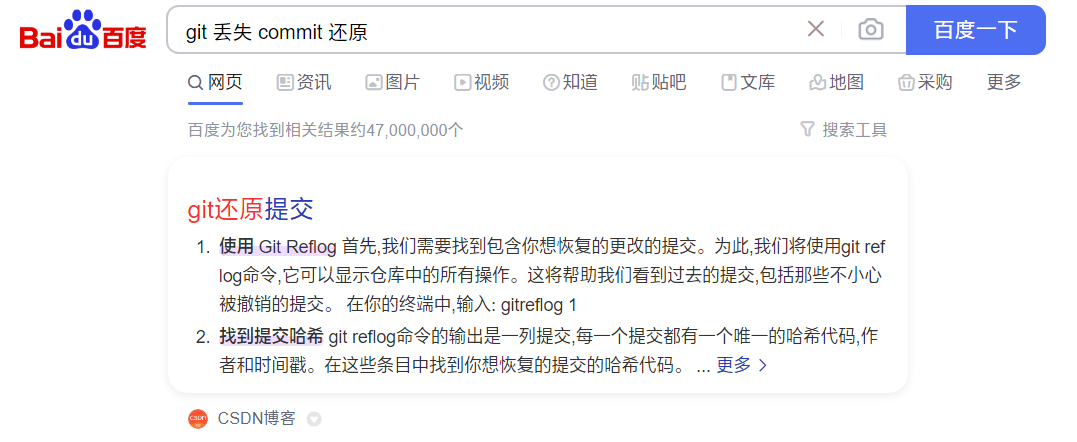 Bai du 百度
git 丢失 commit 还原
百度一下
网页 资讯 图片 视频 知道 贴吧 文库 地图 采购 更多
百度为您找到相关结果约47,000,000个
搜索工具
git还原提交
1. 使用 Git Reflog 首先,我们需要找到包含你想恢复的更改的提交。为此,我们将使用git ref
log命令,它可以显示仓库中的所有操作。这将帮助我们看到过去的提交,包括那些不小心
被撤销的提交。 在你的终端中,输入: gitreflog 1
2. 找到提交哈希 git reflog命令的输出是一列提交,每一个提交都有一个唯一的哈希代码,作
者和时间戳。在这些条目中找到你想恢复的提交的哈希代码。 ... 更多 >
CSDN CSDN博客